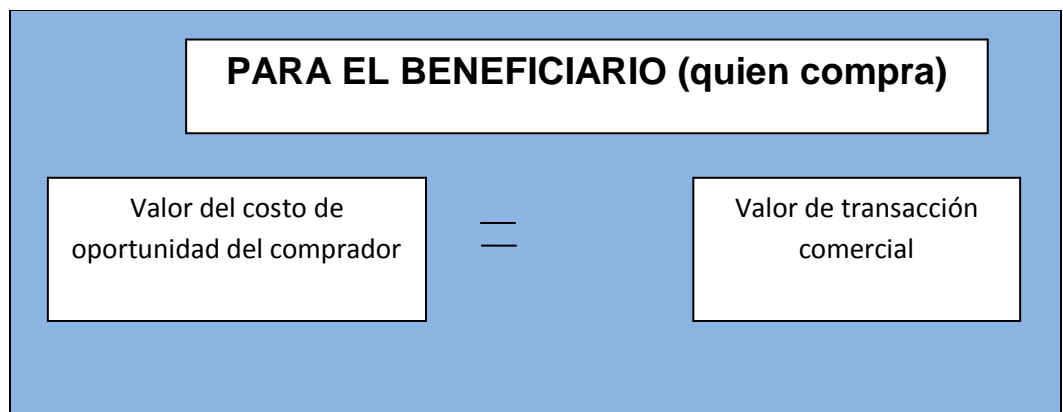 PARA EL BENEFICIARIO (quien compra)
Valor del costo de
oportunidad del comprador
=
Valor de transacción
comercial